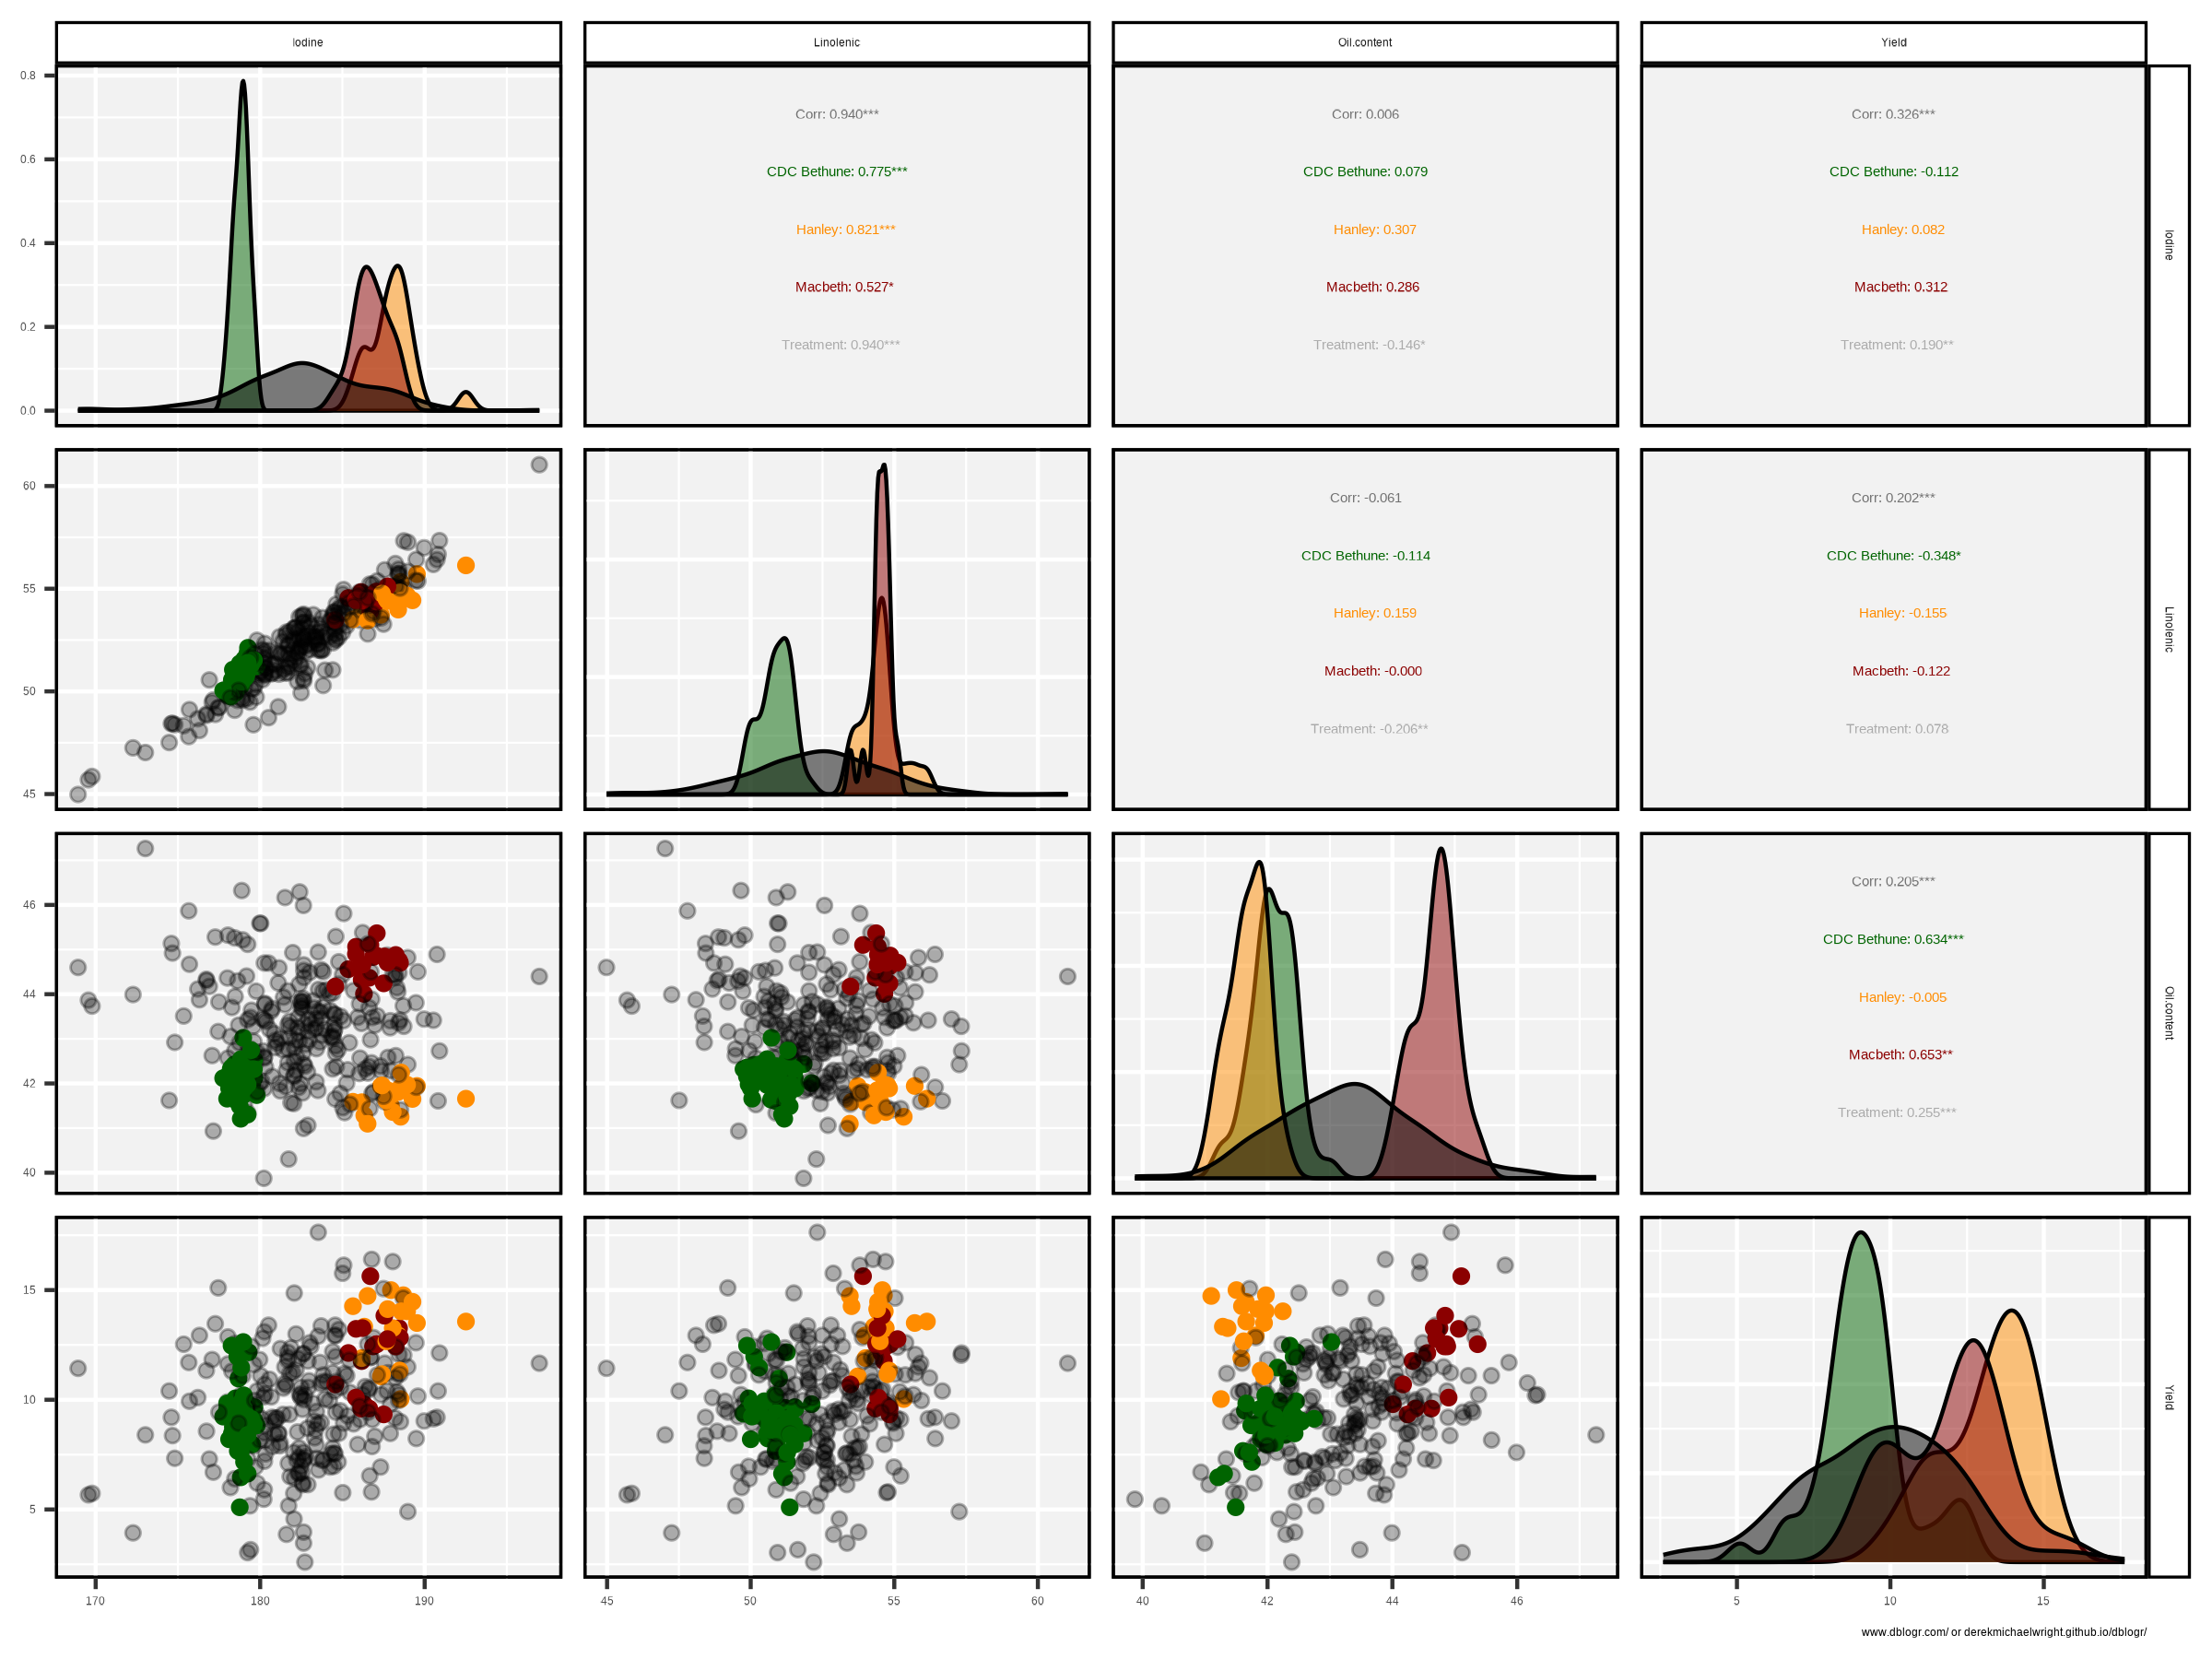 Iodine
Linolenic
Oil.content
Yield
0.8
0.6
0.4
0.2
0.0
Corr: 0.940***
CDC Bethune: 0.775***
Hanley: 0.821***
Macbeth: 0.527*
Treatment: 0.940***
Corr: 0.006
CDC Bethune: 0.079
Hanley: 0.307
Macbeth: 0.286
Treatment: -0.146*
Corr: 0.326***
CDC Bethune: -0.112
Hanley: 0.082
Macbeth: 0.312
Treatment: 0.190**
Iodine
60
55
50
45
Corr: -0.061
CDC Bethune: -0.114
Hanley: 0.159
Macbeth: -0.000
Treatment: -0.206**
Corr: 0.202***
CDC Bethune: -0.348*
Hanley: -0.155
Macbeth: -0.122
Treatment: 0.078
Linolenic
46
44
42
40
Corr: 0.205***
CDC Bethune: 0.634***
Hanley: -0.005
Macbeth: 0.653**
Treatment: 0.255***
Oil.content
15
10
5
Yield
170
180
190
45
50
55
60
40
42
44
46
5
10
15
www.dblogr.com/ or derekmichaelwright.github.io/dblogr/